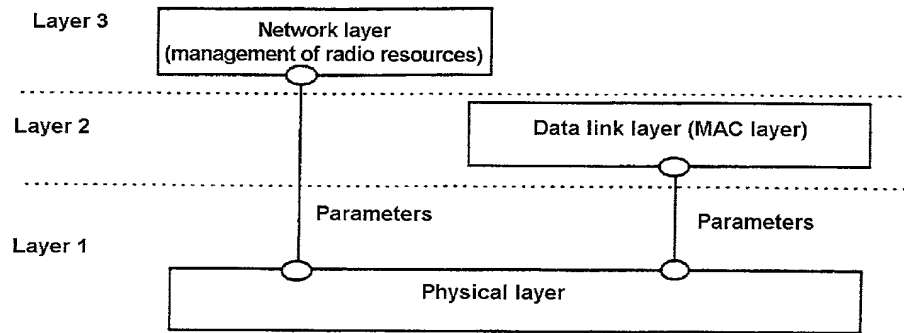 Layer 3
Network layer
(management of radio resources)
Layer 2
Data link layer (MAC layer)
Parameters
Parameters
Layer 1
Physical layer